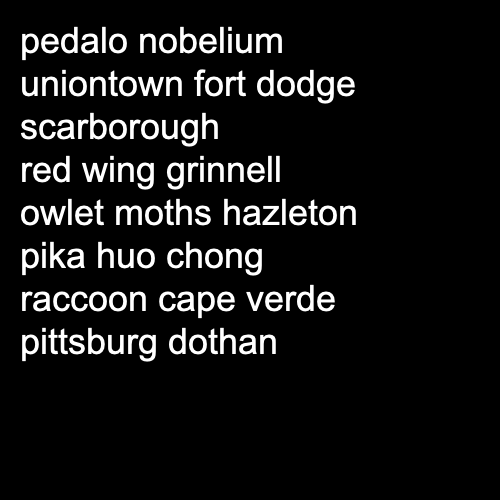 pedalo nobelium
uniontown fort dodge
scarborough
red wing grinnell
owlet moths hazleton
pika huo chong
raccoon cape verde
pittsburg dothan